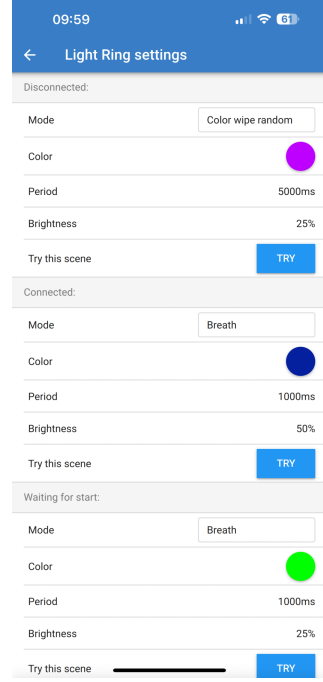 09:59
61
Light Ring settings
Disconnected:
Mode Color wipe random
Color
Period 5000ms
Brightness 25%
Try this scene TRY
Connected:
Mode Breath
Color
Period 1000ms
Brightness 50%
Try this scene TRY
Waiting for start:
Mode Breath
Color
Period 1000ms
Brightness 25%
Try this scene TRY